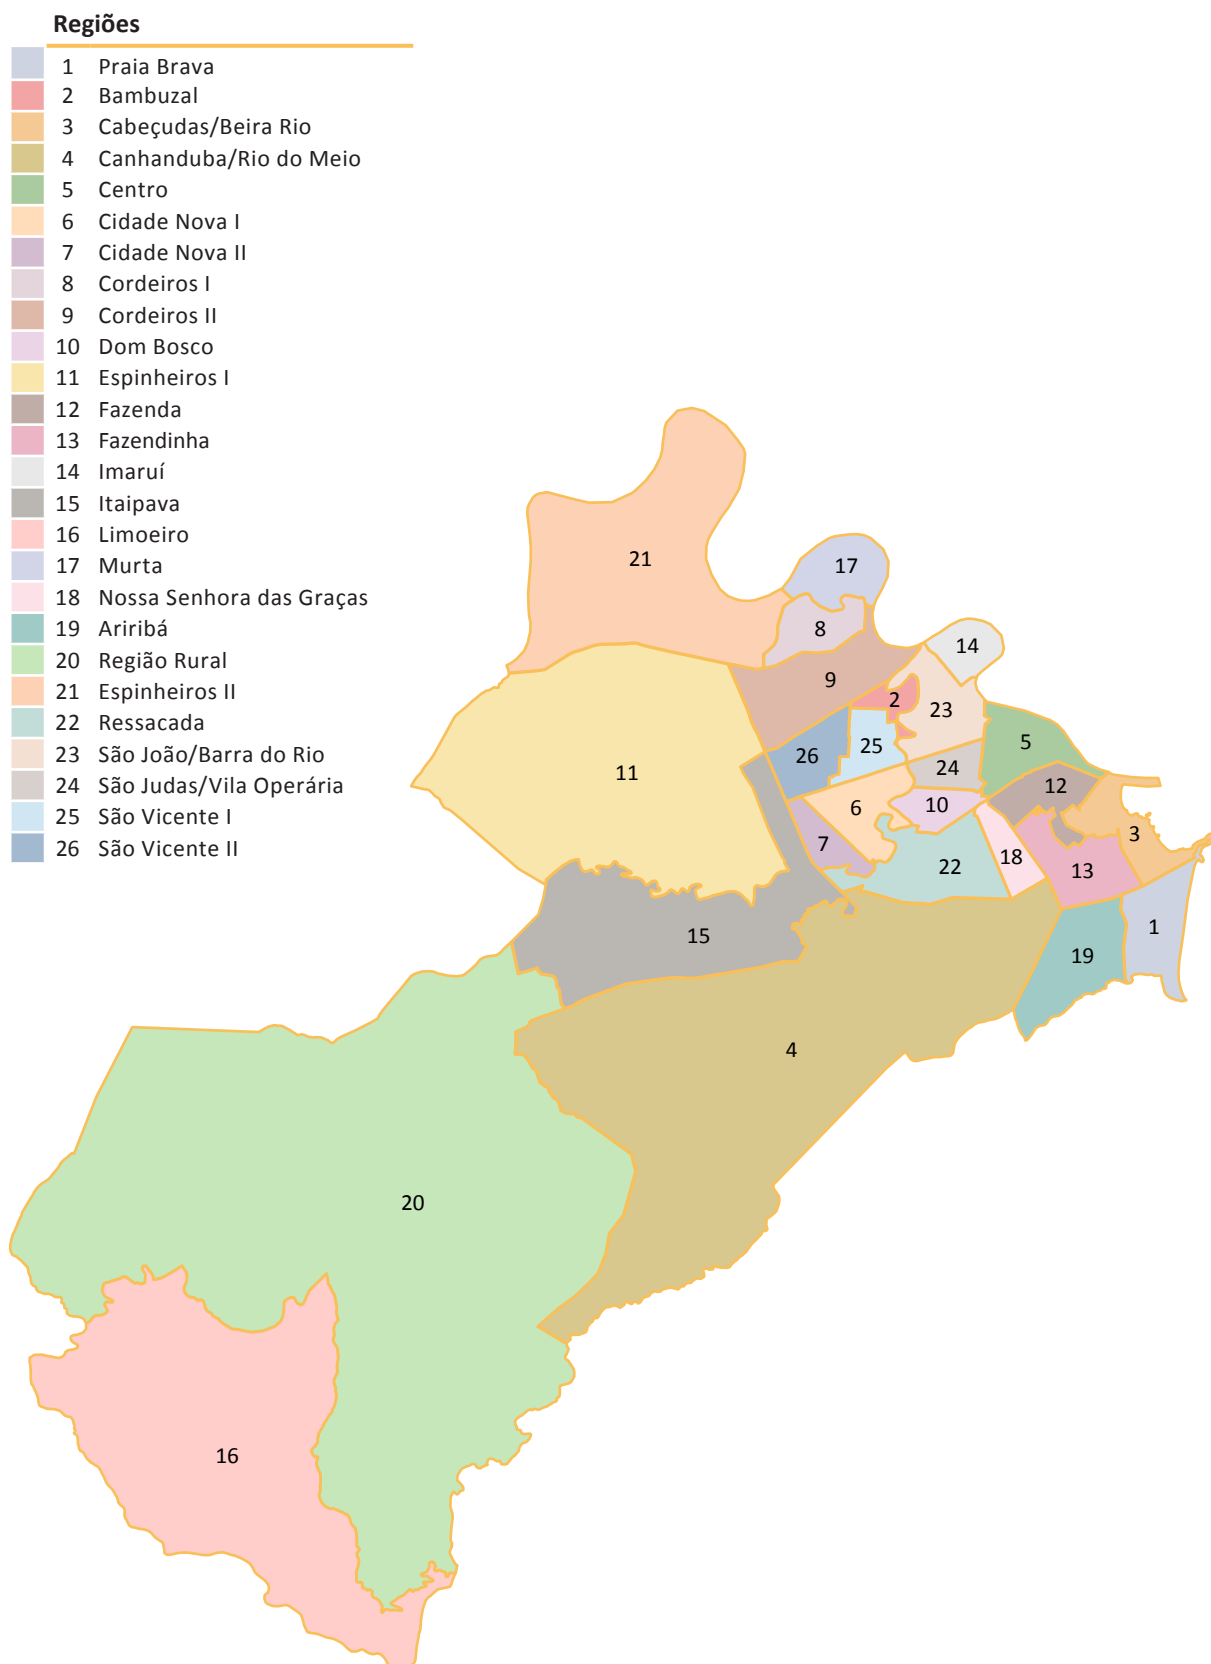 Regiões
1 Praia Brava
2 Bambuzal
3 Cabeçudas/Beira Rio
4 Canhanduba/Rio do Meio
5 Centro
6 Cidade Nova I
7 Cidade Nova II
8 Cordeiros I
9 Cordeiros II
10 Dom Bosco
11 Espinheiros I
12 Fazenda
13 Fazendinha
14 Imaruí
15 Itaipava
16 Limoeiro
17 Murta
18 Nossa Senhora das Graças
19 Ariribá
20 Região Rural
21 Espinheiros II
22 Ressacada
23 São João/Barra do Rio
24 São Judas/Vila Operária
25 São Vicente I
26 São Vicente II
21
17
8
14
9
2
23
5
25
26
24
11
12
10
6
3
7
18
22
13
1
15
19
4
20
16